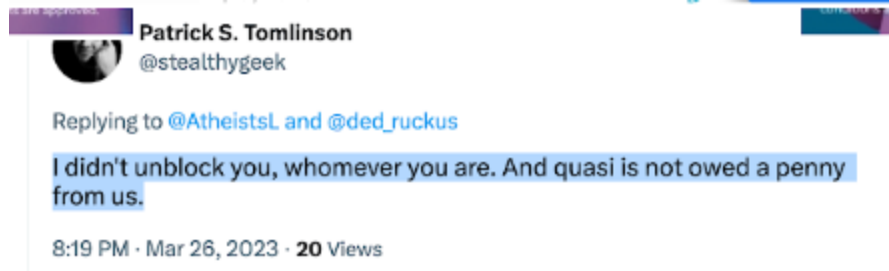 Patrick S. Tomlinson
@stealthygeek
Replying to @AtheistsL and @ded_ruckus
I didn't unblock you, whomever you are. And quasi is not owed a penny
from us.
8:19 PM · Mar 26, 2023 · 20 Views